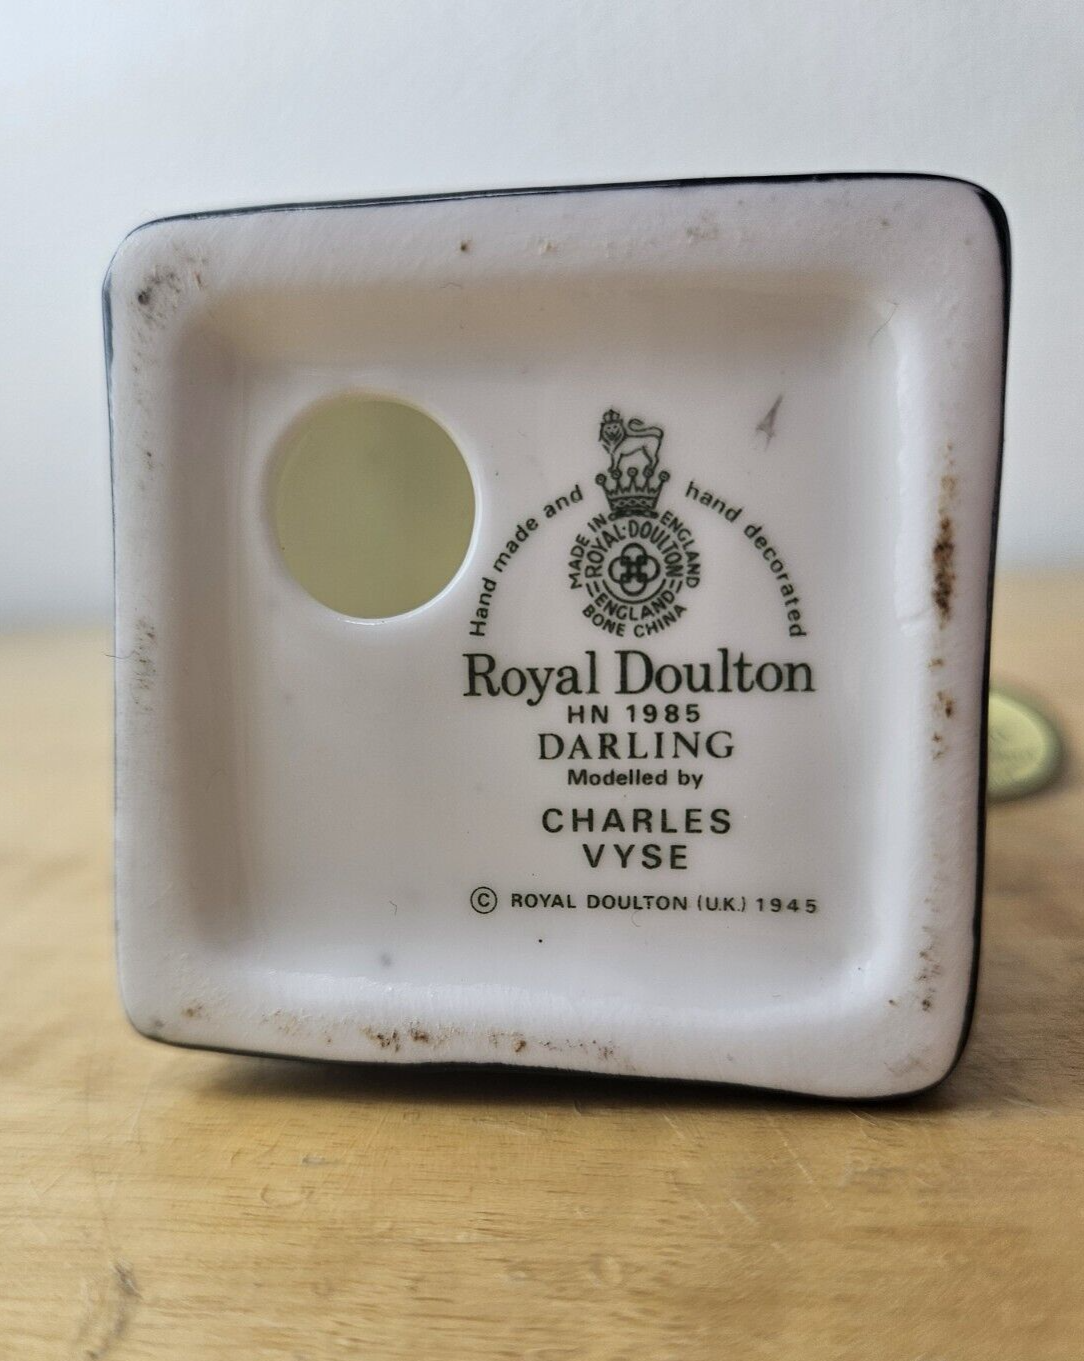 Hand made and hand decorated
MADE IN ENGLAND
ROYAL·DOULTON
ENGLAND
BONE CHINA
Royal Doulton
HN 1985
DARLING
Modelled by
CHARLES
VYSE
© ROYAL DOULTON (U.K.) 1945